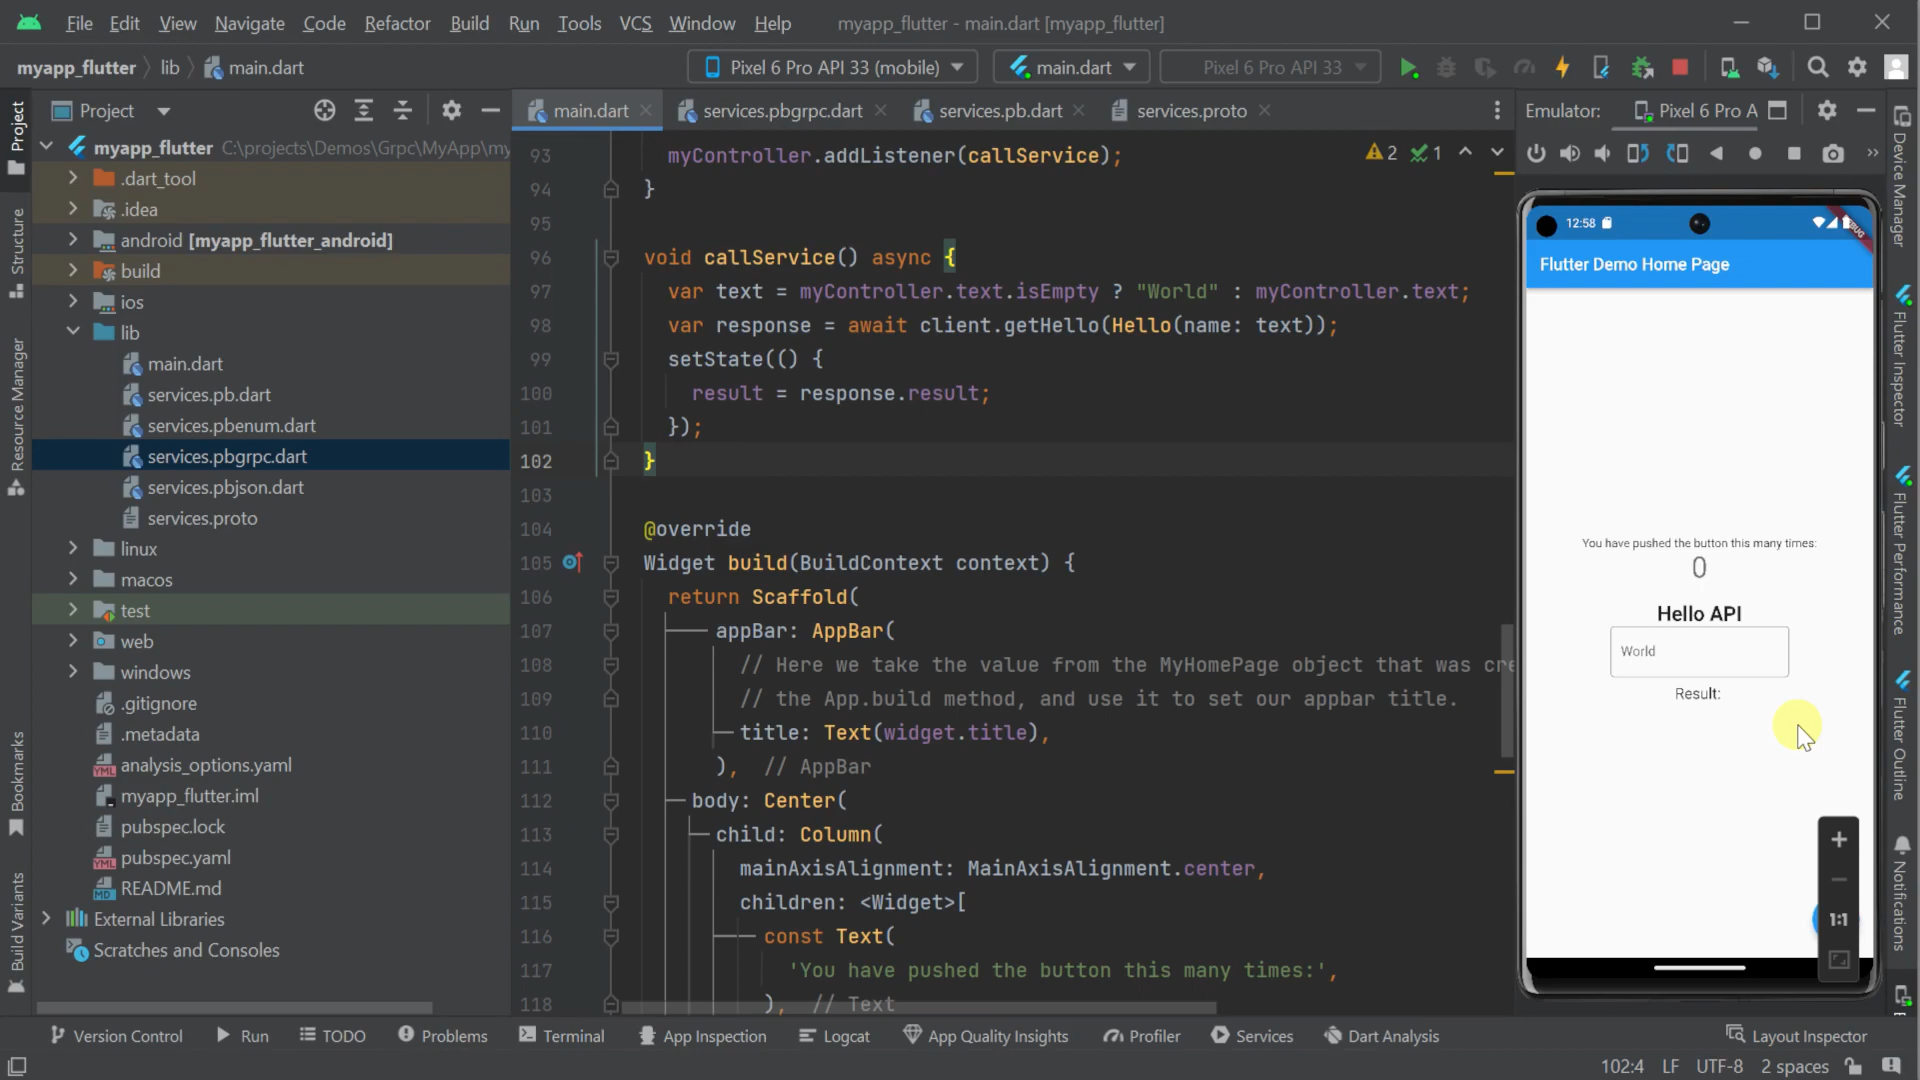 File Edit View Navigate Code Refactor Build Run Tools VCS Window Help myapp_flutter - main.dart [myapp_flutter]
myapp_flutter lib main.dart Pixel 6 Pro API 33 (mobile) main.dart Pixel 6 Pro API 33
Project main.dart services.pbgrpc.dart services.pb.dart services.proto Emulator: Pixel 6 Pro A
Project
Structure
Resource Manager
Bookmarks
Build Variants
myapp_flutter C:\projects\Demos\Grpc\MyApp\my
.dart_tool
.idea
android [myapp_flutter_android]
build
ios
lib
main.dart
services.pb.dart
services.pbenum.dart
services.pbgrpc.dart
services.pbjson.dart
services.proto
linux
macos
test
web
windows
.gitignore
.metadata
analysis_options.yaml
myapp_flutter.iml
pubspec.lock
pubspec.yaml
README.md
External Libraries
Scratches and Consoles
2 1
93 myController.addListener(callService);
94 }
95
96 void callService() async {
97 var text = myController.text.isEmpty ? "World" : myController.text;
98 var response = await client.getHello(Hello(name: text));
99 setState(() {
100 result = response.result;
101 });
102 }
103
104 @override
105 Widget build(BuildContext context) {
106 return Scaffold(
107 appBar: AppBar(
108 // Here we take the value from the MyHomePage object that was cre
109 // the App.build method, and use it to set our appbar title.
110 title: Text(widget.title),
111 ), // AppBar
112 body: Center(
113 child: Column(
114 mainAxisAlignment: MainAxisAlignment.center,
115 children: <Widget>[
116 const Text(
117 'You have pushed the button this many times:',
118 ), // Text
12:58
Flutter Demo Home Page
You have pushed the button this many times:
0
Hello API
World
Result:
1:1
Device Manager
Flutter Inspector
Flutter Performance
Flutter Outline
Notifications
Version Control Run TODO Problems Terminal App Inspection Logcat App Quality Insights Profiler Services Dart Analysis Layout Inspector
102:4 LF UTF-8 2 spaces